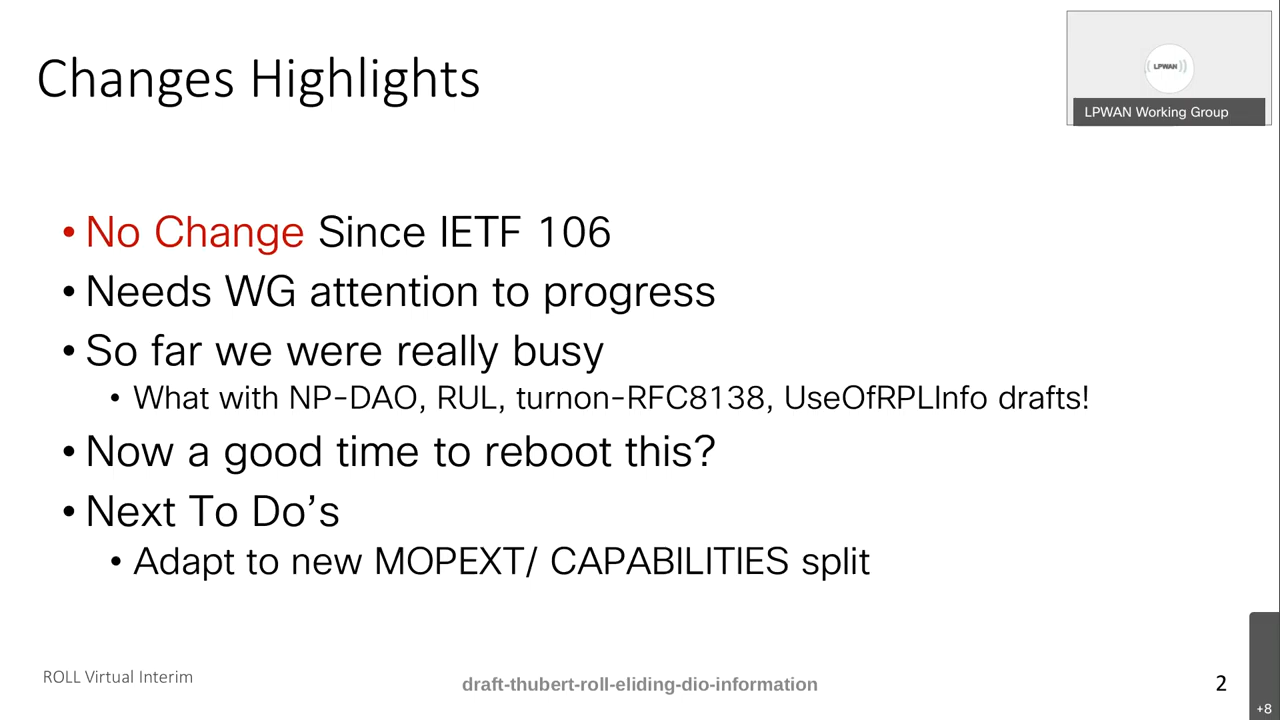 Changes Highlights
LPWAN
LPWAN Working Group
• No Change Since IETF 106
• Needs WG attention to progress
• So far we were really busy
• What with NP-DAO, RUL, turnon-RFC8138, UseOfRPLInfo drafts!
• Now a good time to reboot this?
• Next To Do’s
• Adapt to new MOPEXT/ CAPABILITIES split
ROLL Virtual Interim
draft-thubert-roll-eliding-dio-information
2
+8